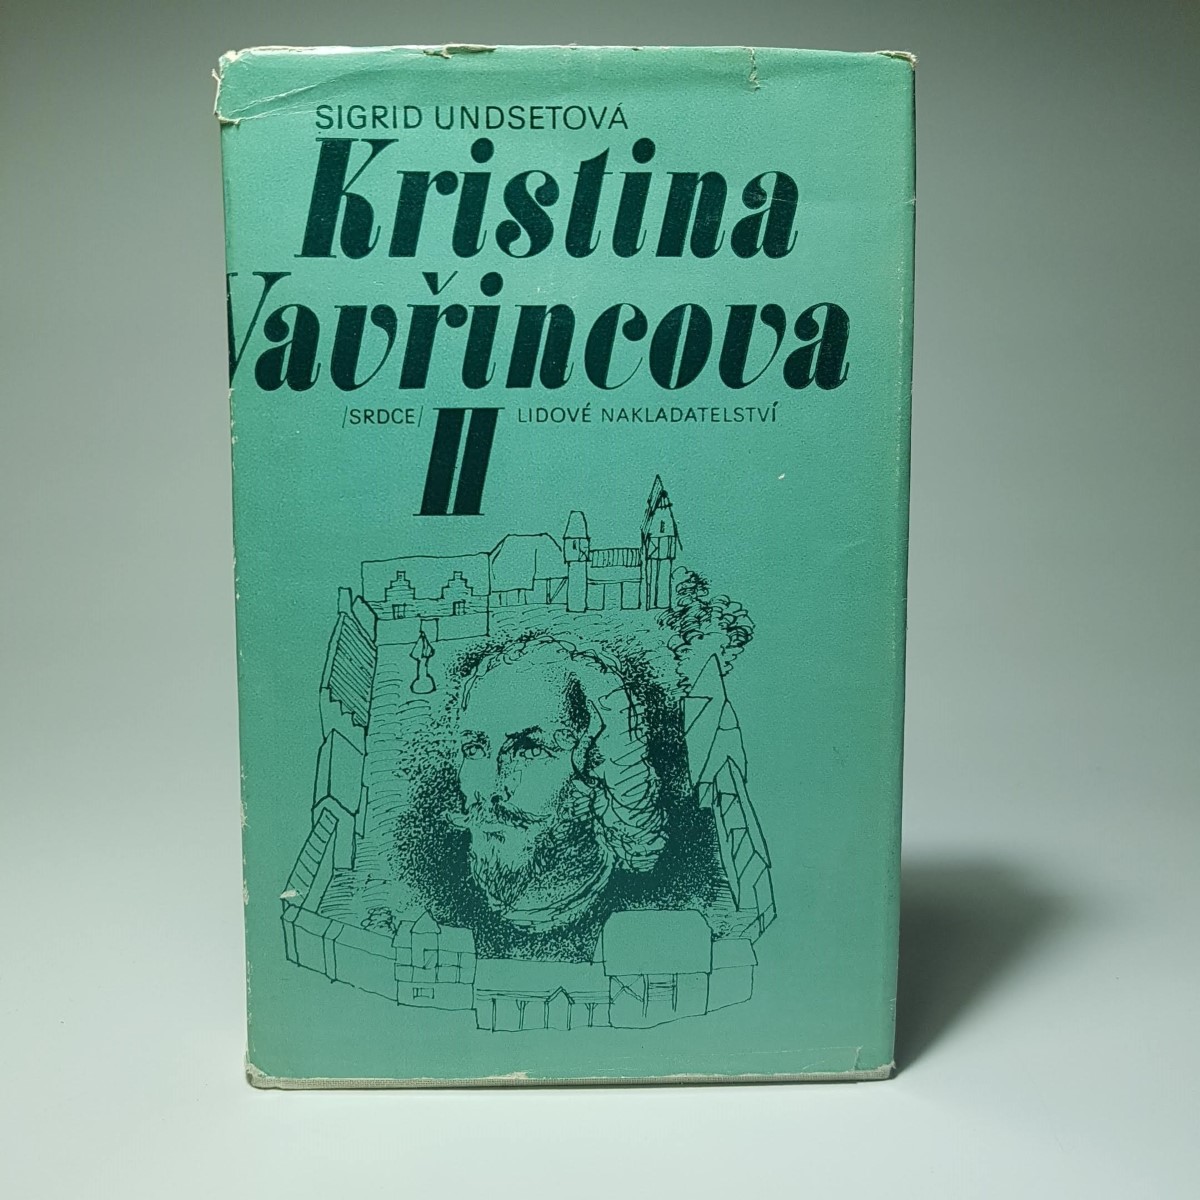 SIGRID UNDSETOVÁ
Kristina
Vavřincova
/SRDCE/ II LIDOVÉ NAKLADATELSTVÍ